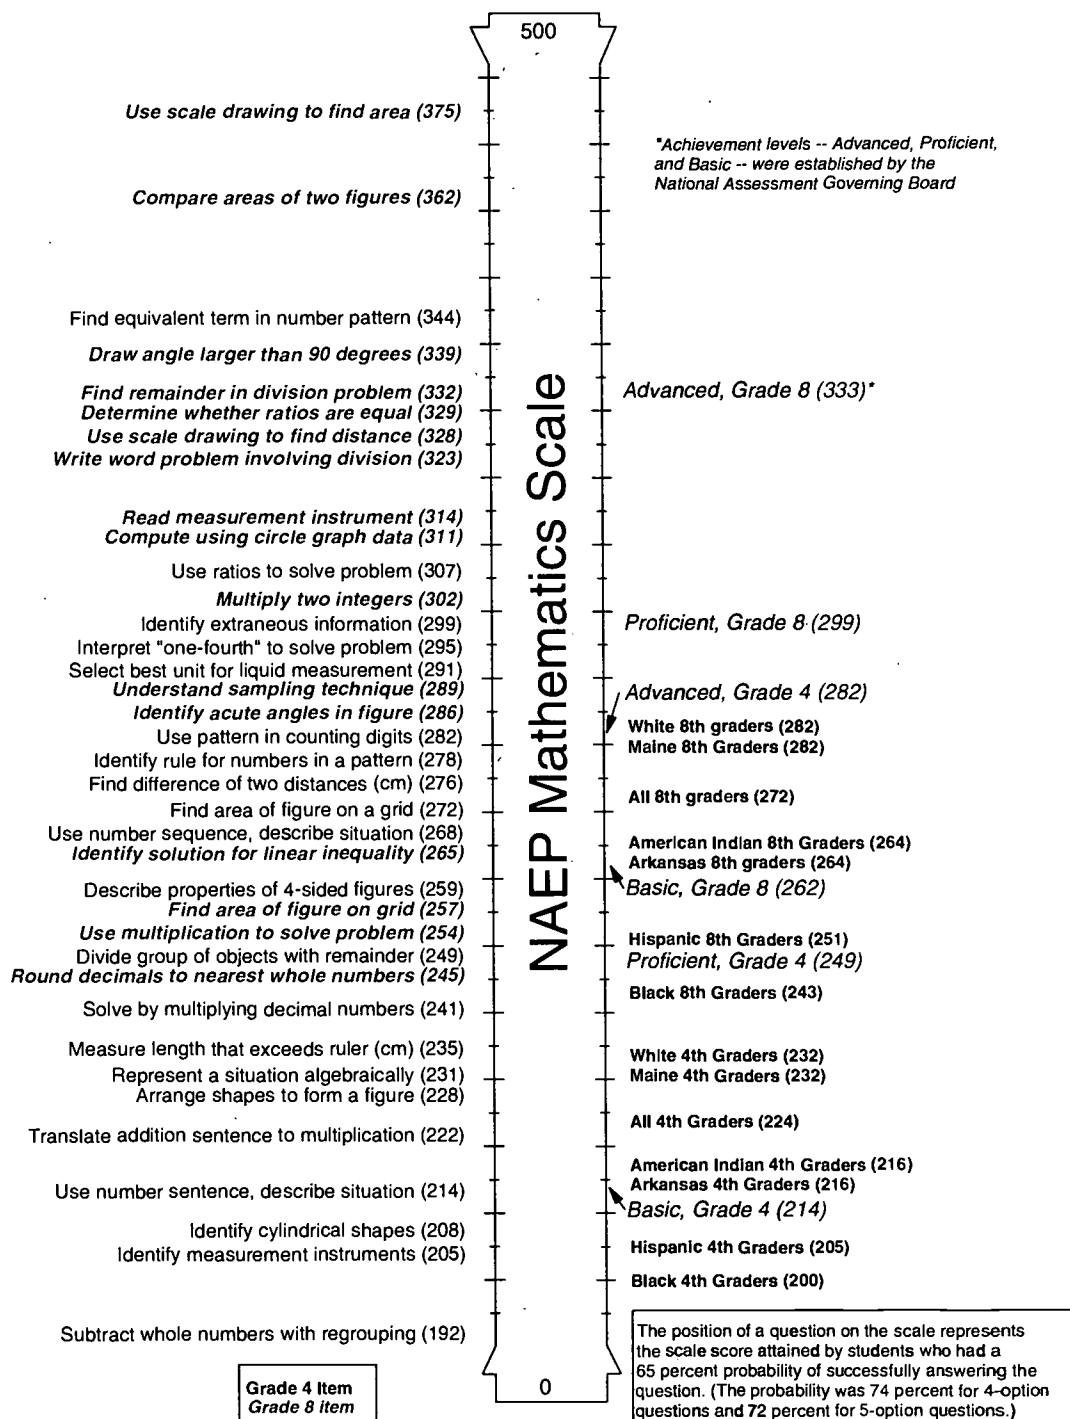 500
Use scale drawing to find area (375)
*Achievement levels -- Advanced, Proficient,
and Basic -- were established by the
National Assessment Governing Board
Compare areas of two figures (362)
Find equivalent term in number pattern (344)
Draw angle larger than 90 degrees (339)
Find remainder in division problem (332)
Advanced, Grade 8 (333)*
Determine whether ratios are equal (329)
Use scale drawing to find distance (328)
Write word problem involving division (323)
NAEP Mathematics Scale
Read measurement instrument (314)
Compute using circle graph data (311)
Use ratios to solve problem (307)
Multiply two integers (302)
Identify extraneous information (299)
Proficient, Grade 8 (299)
Interpret "one-fourth" to solve problem (295)
Select best unit for liquid measurement (291)
Understand sampling technique (289)
Advanced, Grade 4 (282)
Identify acute angles in figure (286)
White 8th graders (282)
Use pattern in counting digits (282)
Maine 8th Graders (282)
Identify rule for numbers in a pattern (278)
Find difference of two distances (cm) (276)
All 8th graders (272)
Find area of figure on a grid (272)
Use number sequence, describe situation (268)
American Indian 8th Graders (264)
Identify solution for linear inequality (265)
Arkansas 8th graders (264)
Describe properties of 4-sided figures (259)
Basic, Grade 8 (262)
Find area of figure on grid (257)
Use multiplication to solve problem (254)
Hispanic 8th Graders (251)
Divide group of objects with remainder (249)
Proficient, Grade 4 (249)
Round decimals to nearest whole numbers (245)
Black 8th Graders (243)
Solve by multiplying decimal numbers (241)
Measure length that exceeds ruler (cm) (235)
White 4th Graders (232)
Represent a situation algebraically (231)
Maine 4th Graders (232)
Arrange shapes to form a figure (228)
All 4th Graders (224)
Translate addition sentence to multiplication (222)
American Indian 4th Graders (216)
Arkansas 4th Graders (216)
Use number sentence, describe situation (214)
Basic, Grade 4 (214)
Identify cylindrical shapes (208)
Hispanic 4th Graders (205)
Identify measurement instruments (205)
Black 4th Graders (200)
Subtract whole numbers with regrouping (192)
The position of a question on the scale represents
the scale score attained by students who had a
65 percent probability of successfully answering the
question. (The probability was 74 percent for 4-option
questions and 72 percent for 5-option questions.)
0
Grade 4 Item
Grade 8 item